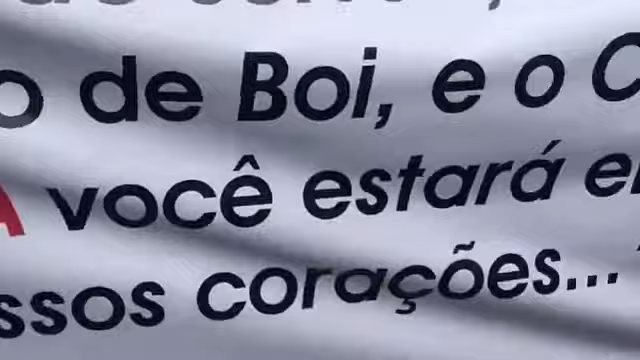 o de Boi, e o
A você estará
ssos corações...